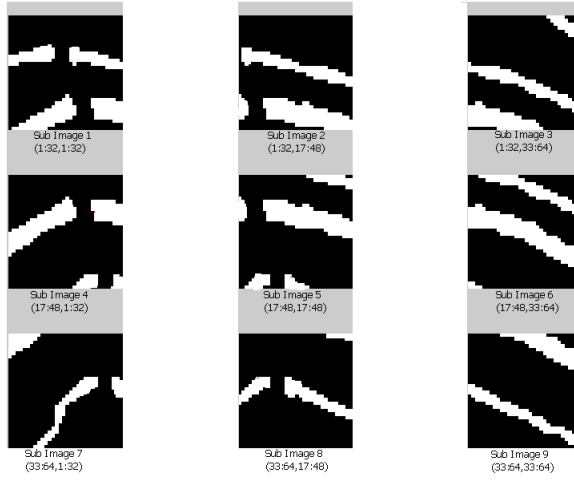 Sub Image 1
(1:32,1:32)
Sub Image 2
(1:32,17:48)
Sub Image 3
(1:32,33:64)
Sub Image 4
(17:48,1:32)
Sub Image 5
(17:48,17:48)
Sub Image 6
(17:48,33:64)
Sub Image 7
(33:64,1:32)
Sub Image 8
(33:64,17:48)
Sub Image 9
(33:64,33:64)